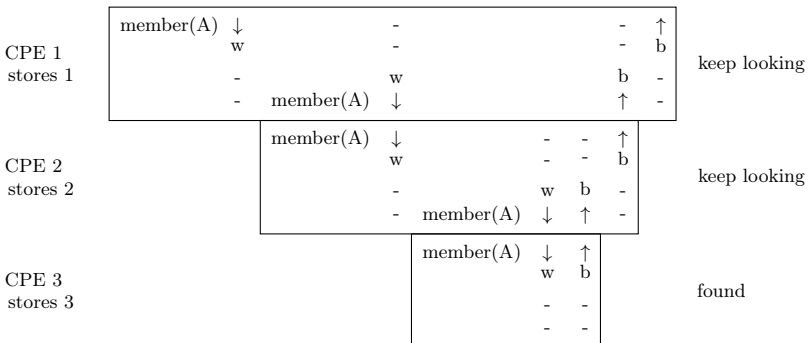 member(A) ↓ - - ↑
w - - b
CPE 1
stores 1
keep looking
- w b -
- member(A) ↓ ↑ -
member(A) ↓ - - ↑
w - - b
CPE 2
stores 2
keep looking
- w b -
- member(A) ↓ ↑ -
member(A) ↓ ↑
w b
CPE 3
stores 3
found
- -
- -